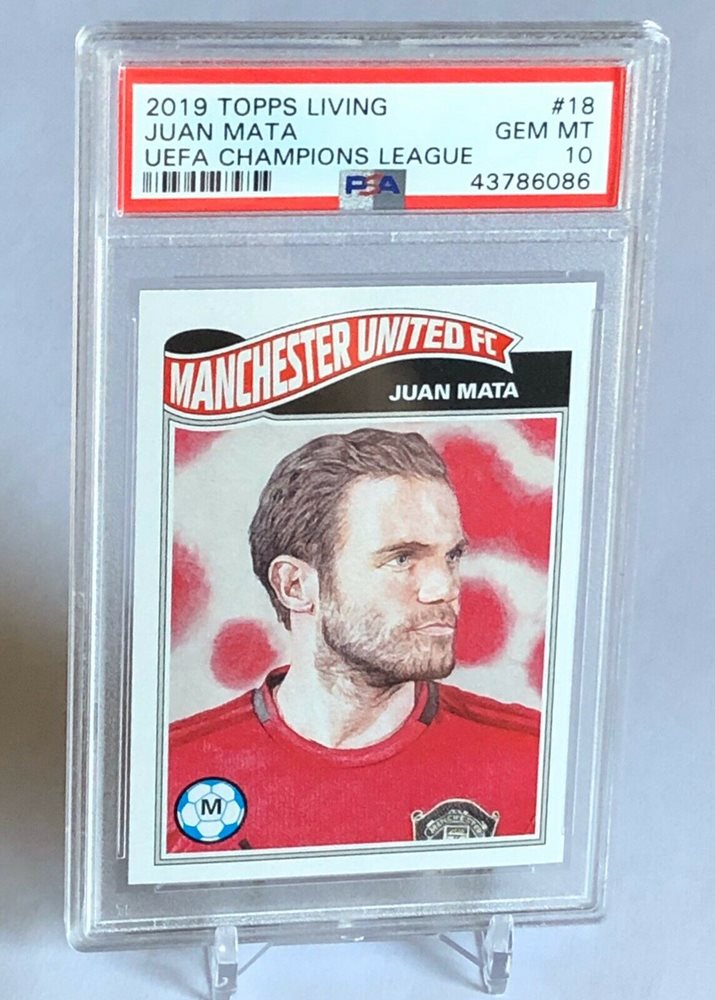 2019 TOPPS LIVING #18
JUAN MATA GEM MT
UEFA CHAMPIONS LEAGUE 10
PSA 43786086
MANCHESTER UNITED FC
JUAN MATA
M
MANCHESTER